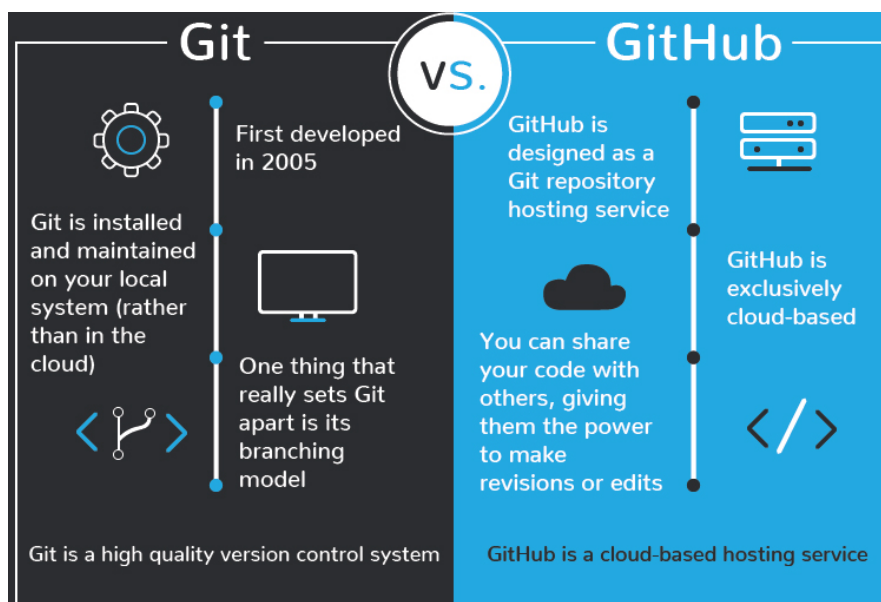 Git
vs.
GitHub
First developed
in 2005
Git is installed
and maintained
on your local
system (rather
than in the
cloud)
One thing that
really sets Git
apart is its
branching
model
Git is a high quality version control system
GitHub is
designed as a
Git repository
hosting service
GitHub is
exclusively
cloud-based
You can share
your code with
others, giving
them the power
to make
revisions or edits
GitHub is a cloud-based hosting service